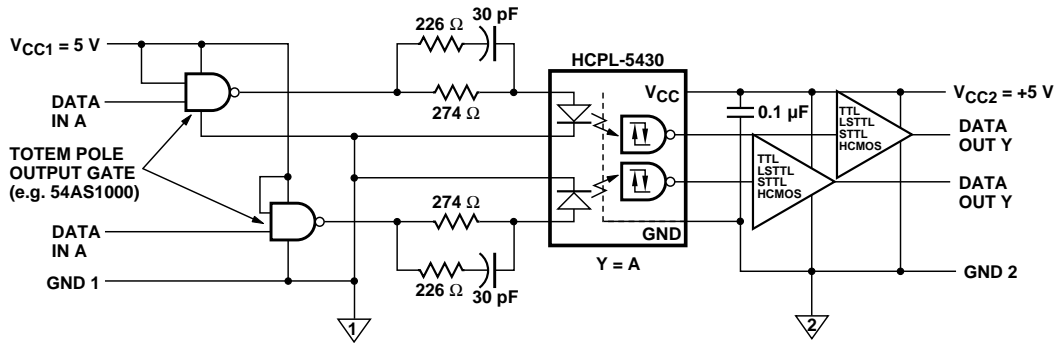 226 Ω
30 pF
V_CC1 = 5 V
HCPL-5430
V_CC
V_CC2 = +5 V
DATA
IN A
274 Ω
0.1 µF
TTL
LSTTL
STTL
HCMOS
DATA
OUT Y
TOTEM POLE
OUTPUT GATE
(e.g. 54AS1000)
TTL
LSTTL
STTL
HCMOS
DATA
OUT Y
274 Ω
DATA
IN A
GND
Y = A
GND 1
226 Ω
30 pF
GND 2
1
2